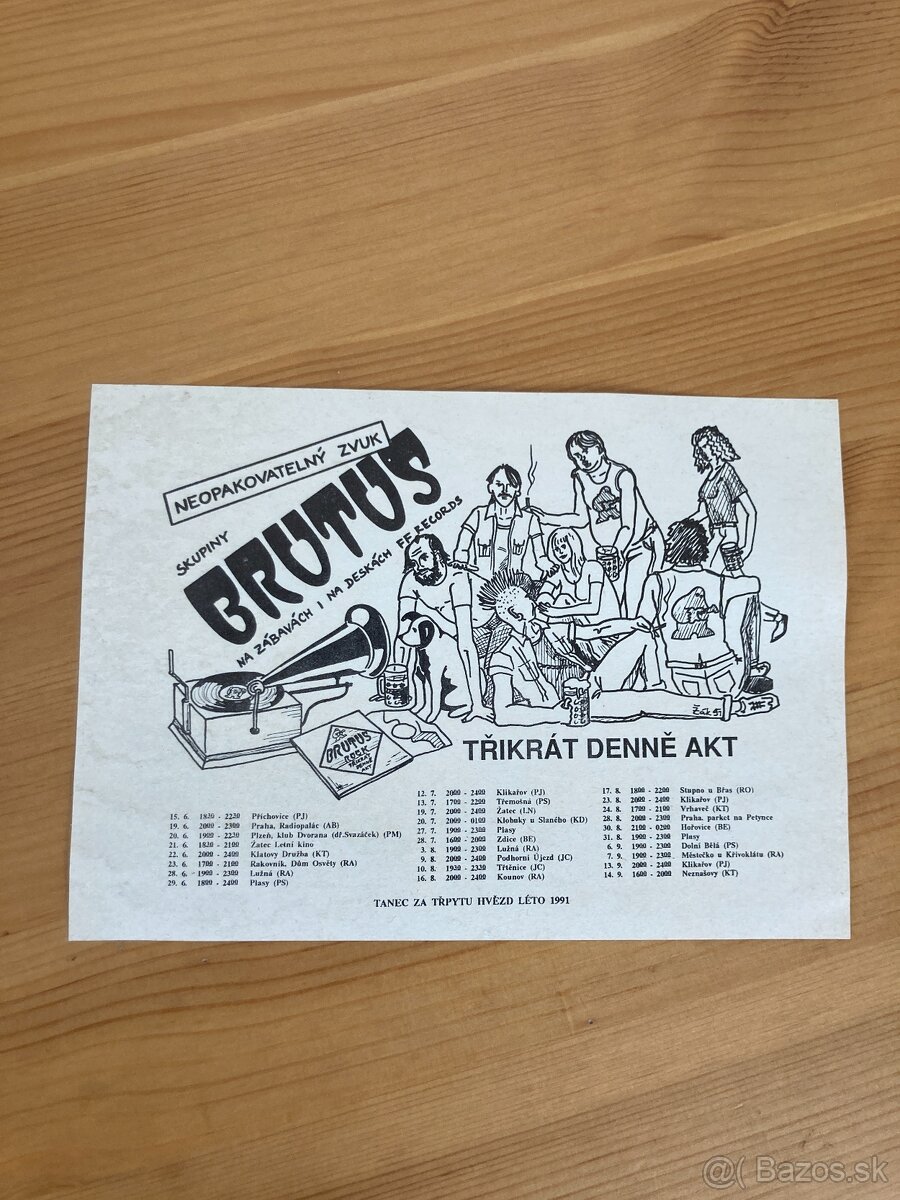 NEOPAKOVATELNÝ ZVUK
SKUPINY
BRUTUS
NA ZÁBAVÁCH I NA DESKÁCH FF RECORDS
BRUTUS
ROCK
TŘIKRÁT
DENNĚ
AKT
Žák 91
TŘIKRÁT DENNĚ AKT
15. 6. 1820 - 2220 Příchovice (PJ)
19. 6. 2000 - 2300 Praha, Radiopalác (AB)
20. 6. 1900 - 2230 Plzeň, klub Dvorana (dř.Svazáček) (PM)
21. 6. 1820 - 2100 Žatec Letní kino
22. 6. 2000 - 2400 Klatovy Družba (KT)
23. 6. 1700 - 2100 Rakovník, Dům Osvěty (RA)
28. 6. 1900 - 2300 Lužná (RA)
29. 6. 1800 - 2400 Plasy (PS)
12. 7. 2000 - 2400 Klikařov (PJ)
13. 7. 1700 - 2200 Třemošná (PS)
19. 7. 2000 - 2400 Žatec (LN)
20. 7. 2000 - 0100 Klobuky u Slaného (KD)
27. 7. 1900 - 2300 Plasy
28. 7. 1600 - 2000 Zdice (BE)
3. 8. 1900 - 2300 Lužná (RA)
9. 8. 2000 - 2400 Podhorní Újezd (JC)
10. 8. 1930 - 2330 Třtěnice (JC)
16. 8. 2000 - 2400 Kounov (RA)
17. 8. 1800 - 2200 Stupno u Břas (RO)
23. 8. 2000 - 2400 Klikařov (PJ)
24. 8. 1700 - 2100 Vrhaveč (KT)
28. 8. 2000 - 2300 Praha, parket na Petynce
30. 8. 2100 - 0200 Hořovice (BE)
31. 8. 1900 - 2300 Plasy
6. 9. 1900 - 2300 Dolní Bělá (PS)
7. 9. 1900 - 2300 Městečko u Křivoklátu (RA)
13. 9. 2000 - 2400 Klikařov (PJ)
14. 9. 1600 - 2000 Neznašovy (KT)
TANEC ZA TŘPYTU HVĚZD LÉTO 1991
@( Bazos.sk